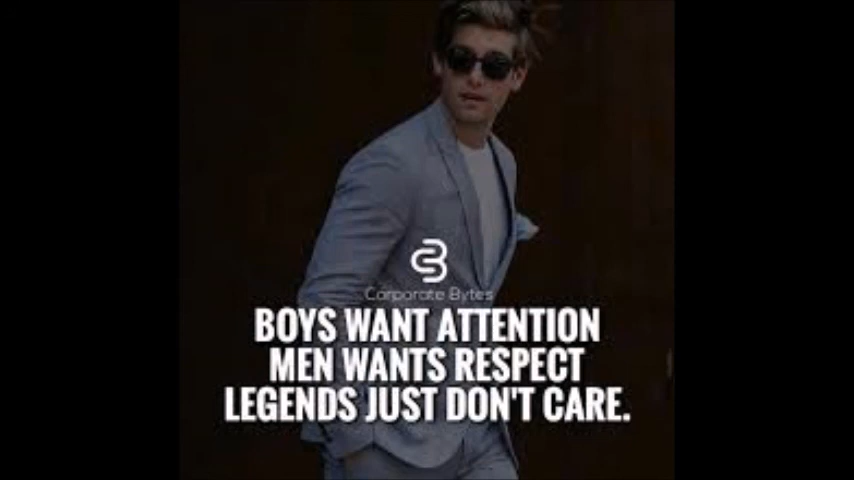 Corporate Bytes
BOYS WANT ATTENTION
MEN WANTS RESPECT
LEGENDS JUST DON'T CARE.